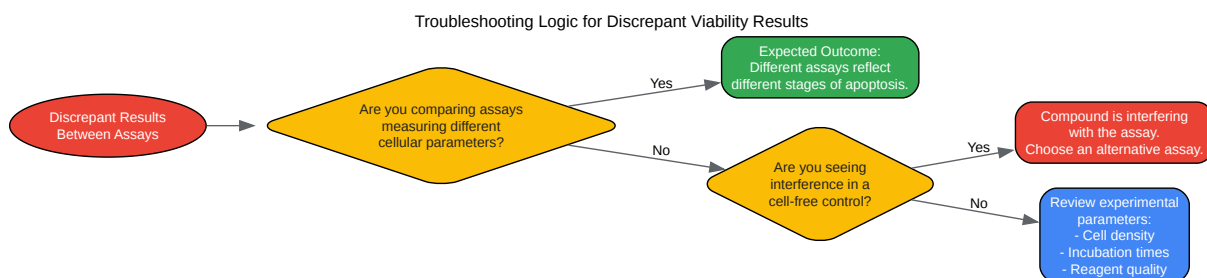 Troubleshooting Logic for Discrepant Viability Results
Discrepant Results
Between Assays
Are you comparing assays
measuring different
cellular parameters?
Yes
Expected Outcome:
Different assays reflect
different stages of apoptosis.
No
Are you seeing
interference in a
cell-free control?
Yes
Compound is interfering
with the assay.
Choose an alternative assay.
No
Review experimental
parameters:
- Cell density
- Incubation times
- Reagent quality